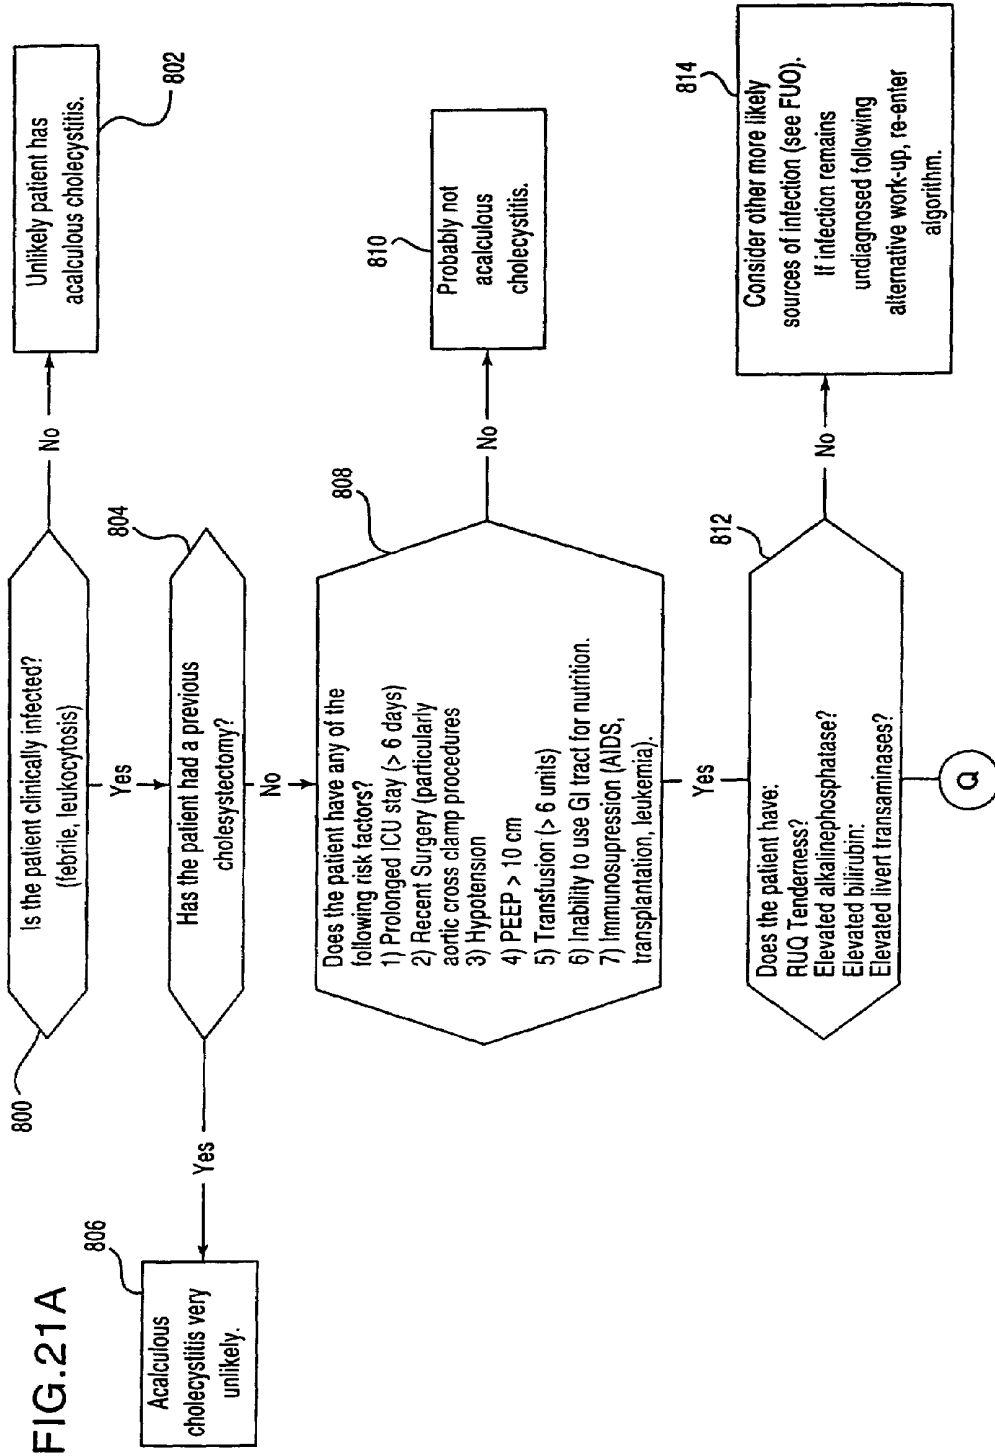 FIG.21A
800
Is the patient clinically infected?
(febrile, leukocytosis)
No
802
Unlikely patient has
acalculous cholecystitis.
Yes
804
Has the patient had a previous
cholesystectomy?
Yes
806
Acalculous
cholecystitis very
unlikely.
No
808
Does the patient have any of the
following risk factors?
1) Prolonged ICU stay (> 6 days)
2) Recent Surgery (particularly
aortic cross clamp procedures
3) Hypotension
4) PEEP > 10 cm
5) Transfusion (> 6 units)
6) Inability to use GI tract for nutrition.
7) Immunosupression (AIDS,
transplantation, leukemia).
No
810
Probably not
acalculous
cholecystitis.
Yes
812
Does the patient have:
RUQ Tenderness?
Elevated alkalinephosphatase?
Elevated bilirubin:
Elevated livert transaminases?
No
814
Consider other more likely
sources of infection (see FUO).
If infection remains
undiagnosed following
alternative work-up, re-enter
algorithm.
Q